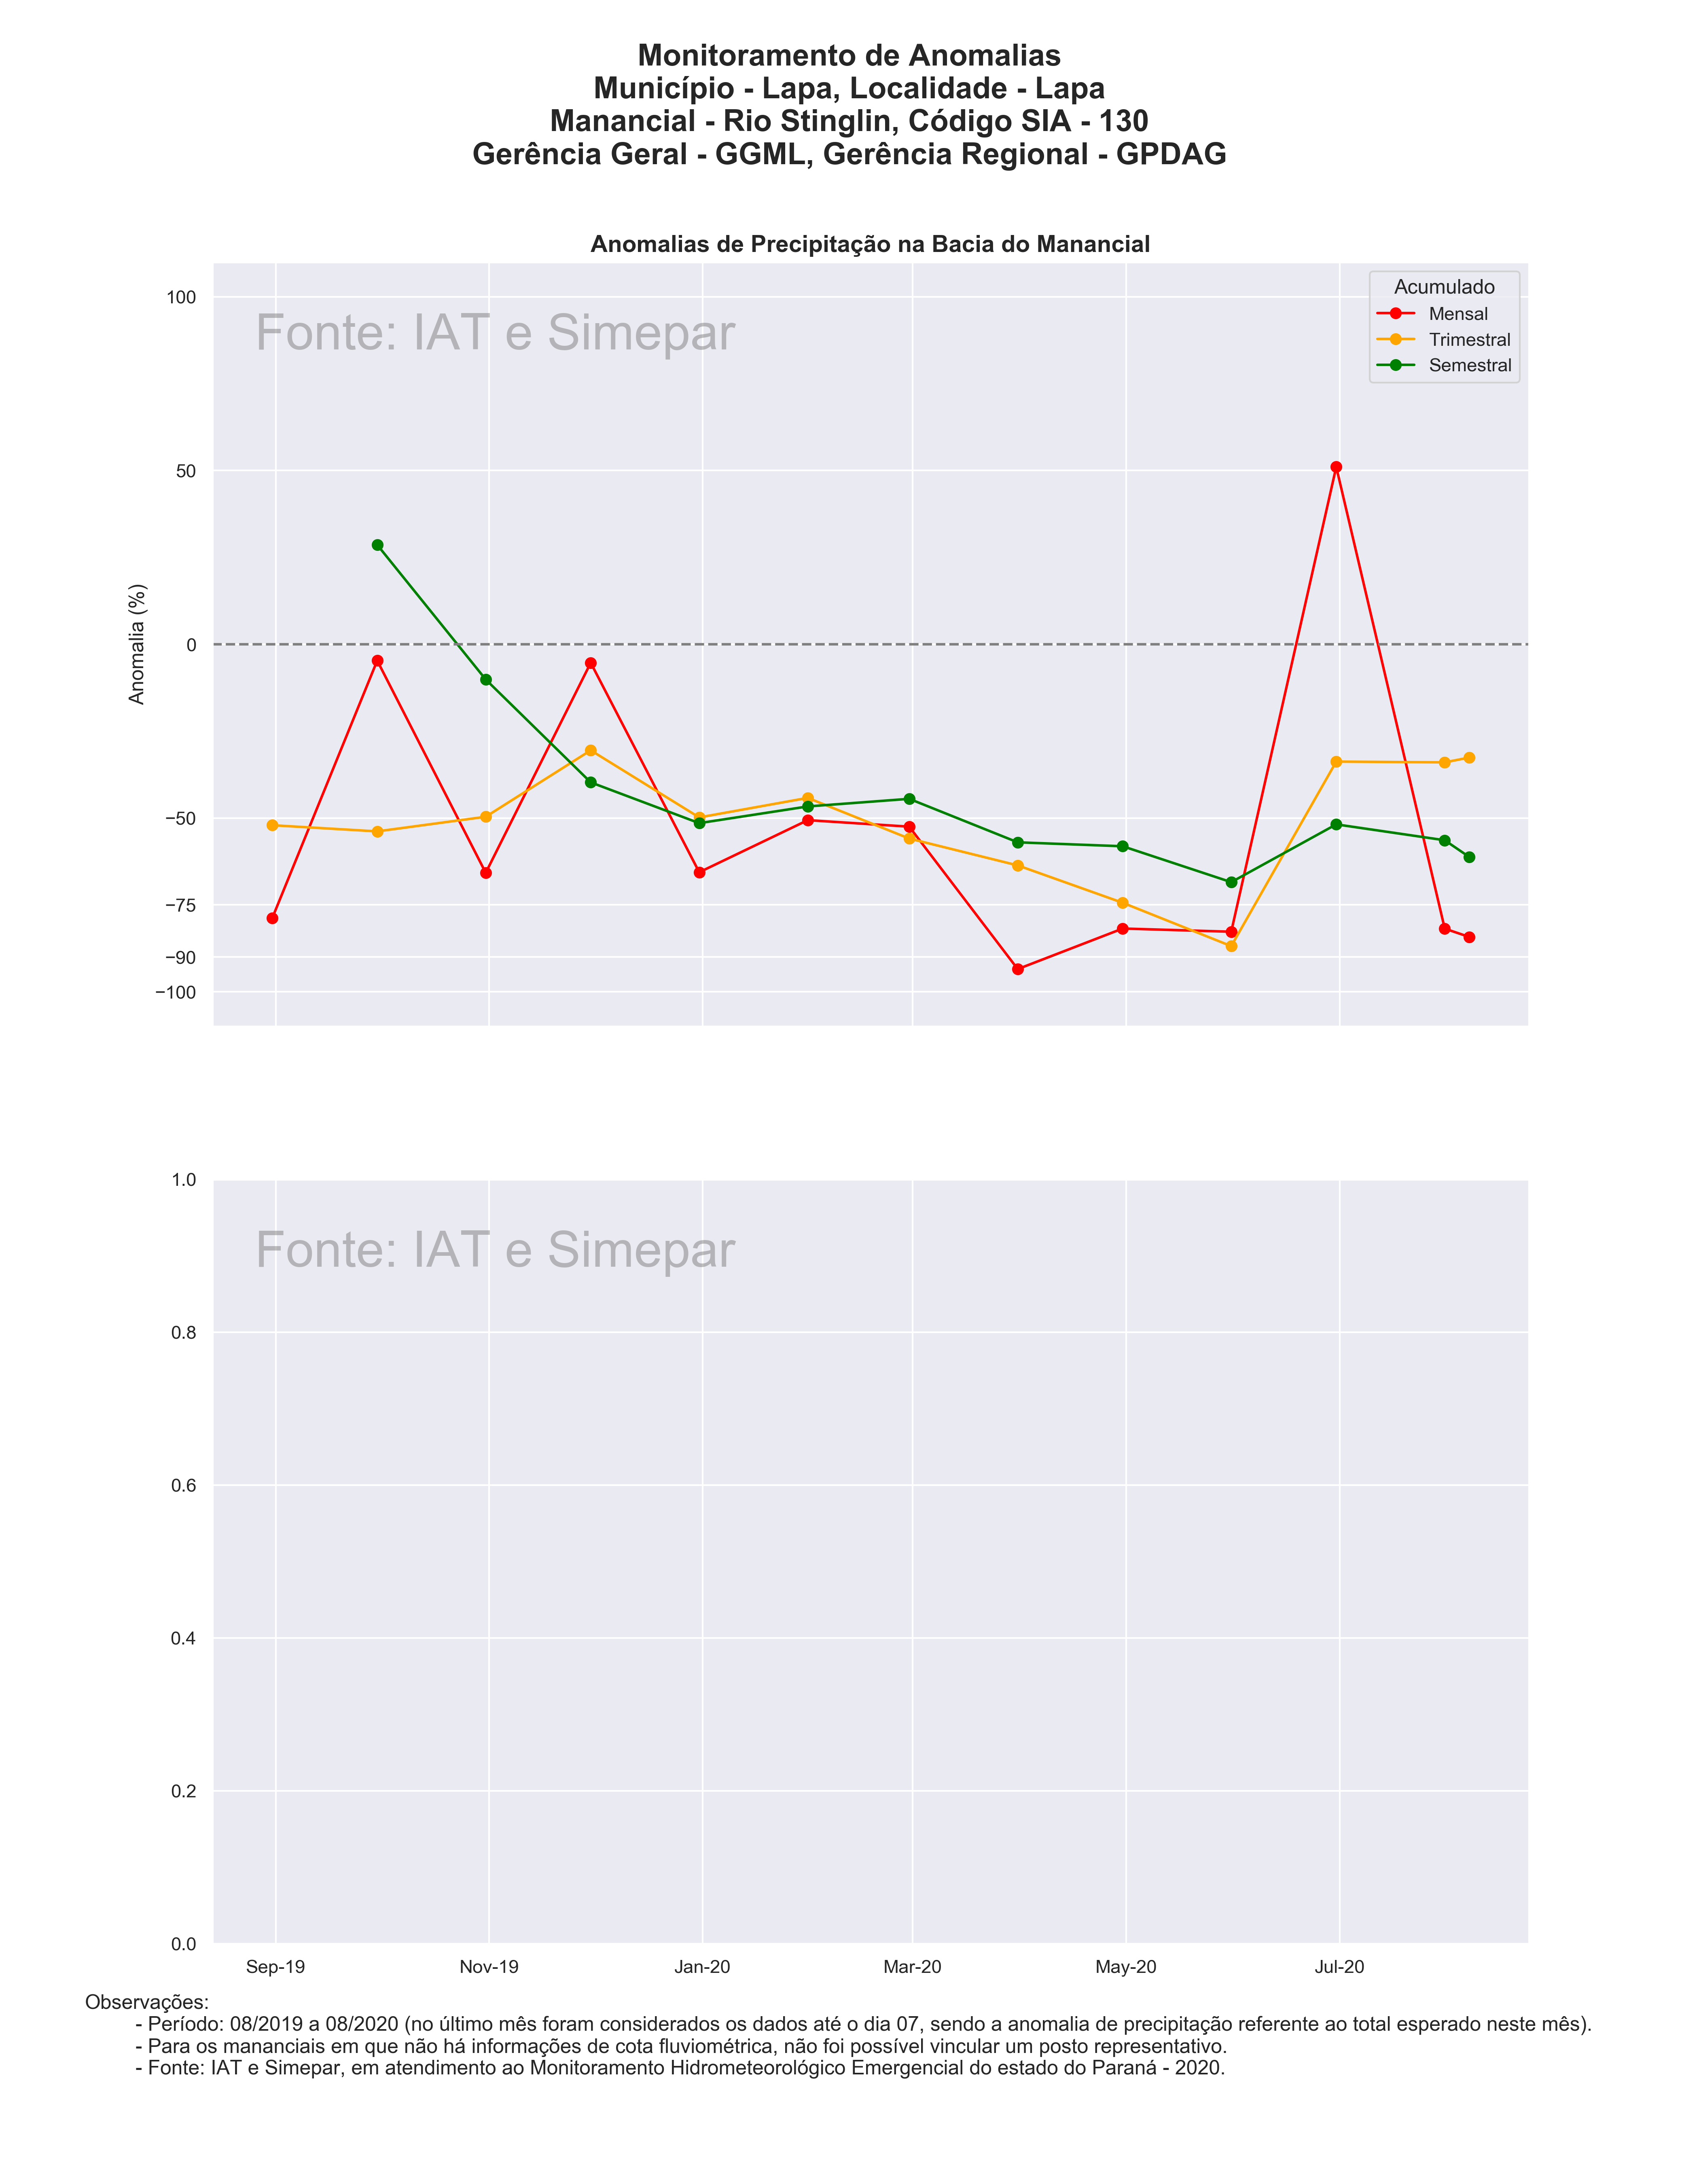 Monitoramento de Anomalias
Município - Lapa, Localidade - Lapa
Manancial - Rio Stinglin, Código SIA - 130
Gerência Geral - GGML, Gerência Regional - GPDAG
Anomalias de Precipitação na Bacia do Manancial
Fonte: IAT e Simepar
Acumulado
Mensal
Trimestral
Semestral
Anomalia (%)
100
50
0
−50
−75
−90
−100
Fonte: IAT e Simepar
1.0
0.8
0.6
0.4
0.2
0.0
Sep-19
Nov-19
Jan-20
Mar-20
May-20
Jul-20
Observações:
- Período: 08/2019 a 08/2020 (no último mês foram considerados os dados até o dia 07, sendo a anomalia de precipitação referente ao total esperado neste mês).
- Para os mananciais em que não há informações de cota fluviométrica, não foi possível vincular um posto representativo.
- Fonte: IAT e Simepar, em atendimento ao Monitoramento Hidrometeorológico Emergencial do estado do Paraná - 2020.